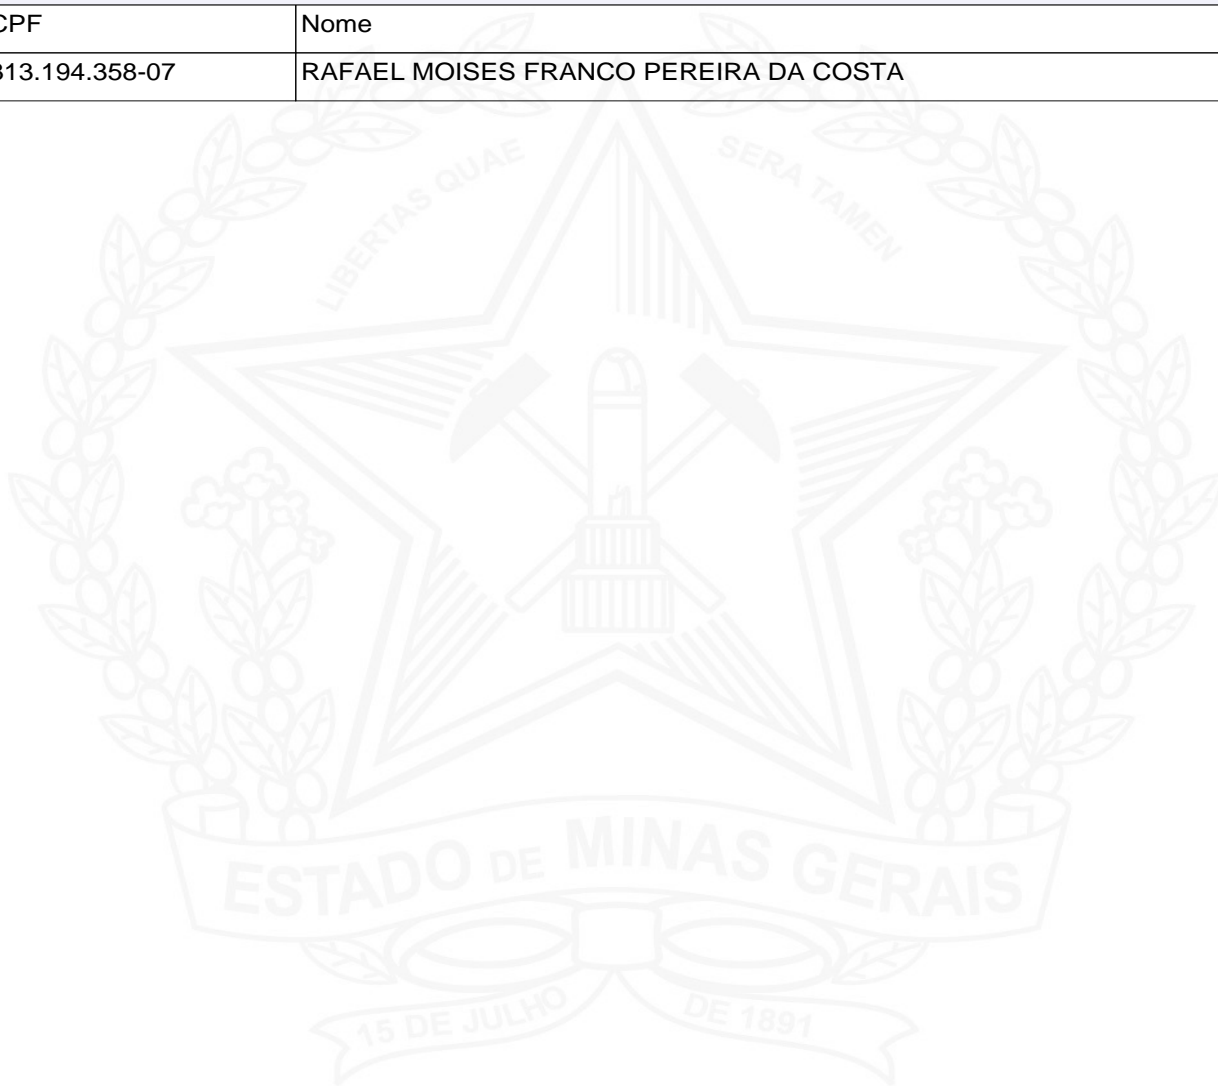 CPF Nome
313.194.358-07 RAFAEL MOISES FRANCO PEREIRA DA COSTA
LIBERTAS QUAE SERA TAMEN
ESTADO DE MINAS GERAIS
15 DE JULHO DE 1891